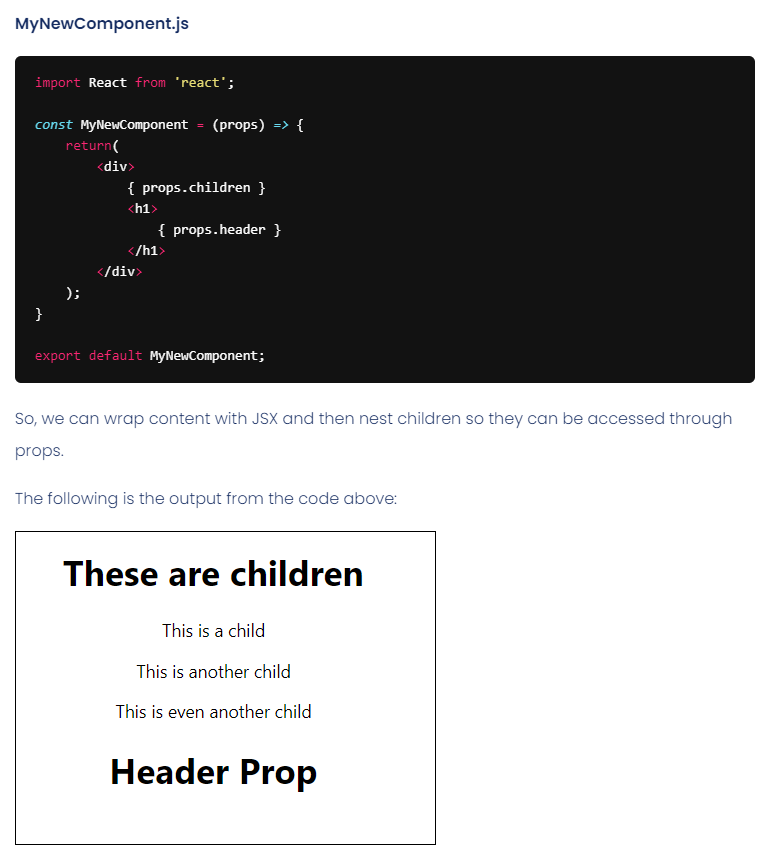 MyNewComponent.js
import React from 'react';
const MyNewComponent = (props) => {
    return(
        <div>
            { props.children }
            <h1>
                { props.header }
            </h1>
        </div>
    );
}
export default MyNewComponent;
So, we can wrap content with JSX and then nest children so they can be accessed through
props.
The following is the output from the code above:
These are children
This is a child
This is another child
This is even another child
Header Prop